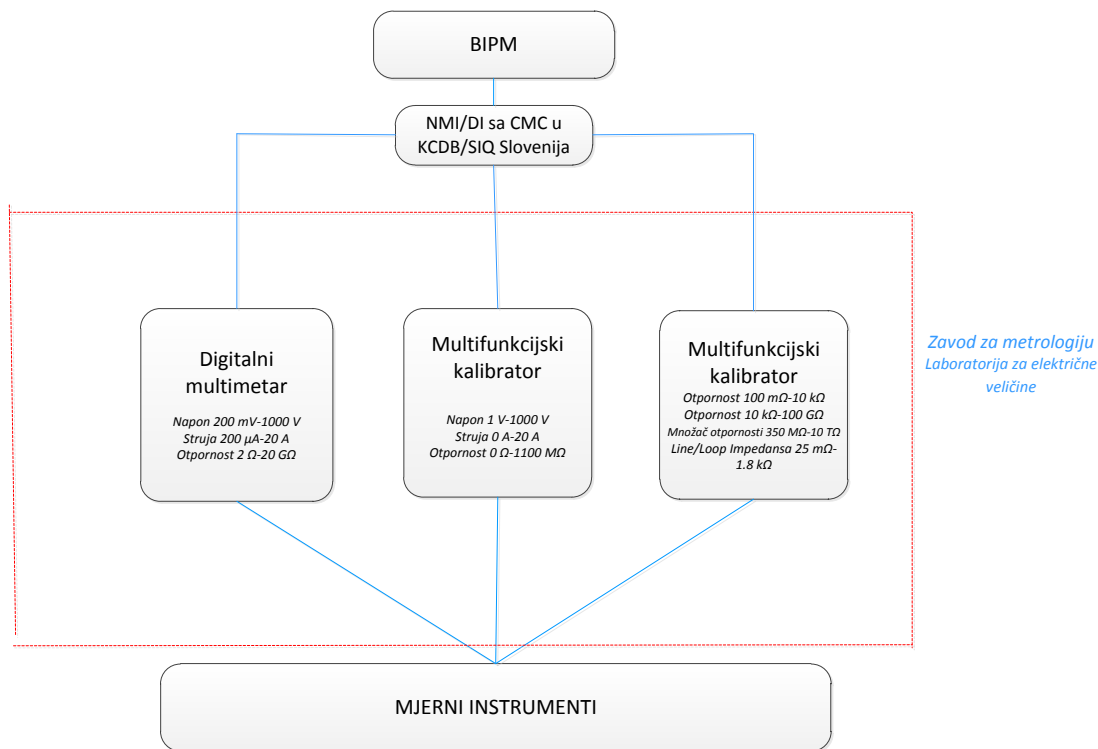 BIPM
NMI/DI sa CMC u
KCDB/SIQ Slovenija
Digitalni
multimetar
Napon 200 mV-1000 V
Struja 200 µA-20 A
Otpornost 2 Ω-20 GΩ
Multifunkcijski
kalibrator
Napon 1 V-1000 V
Struja 0 A-20 A
Otpornost 0 Ω-1100 MΩ
Multifunkcijski
kalibrator
Otpornost 100 mΩ-10 kΩ
Otpornost 10 kΩ-100 GΩ
Množač otpornosti 350 MΩ-10 TΩ
Line/Loop Impedansa 25 mΩ-
1.8 kΩ
Zavod za metrologiju
Laboratorija za električne
veličine
MJERNI INSTRUMENTI